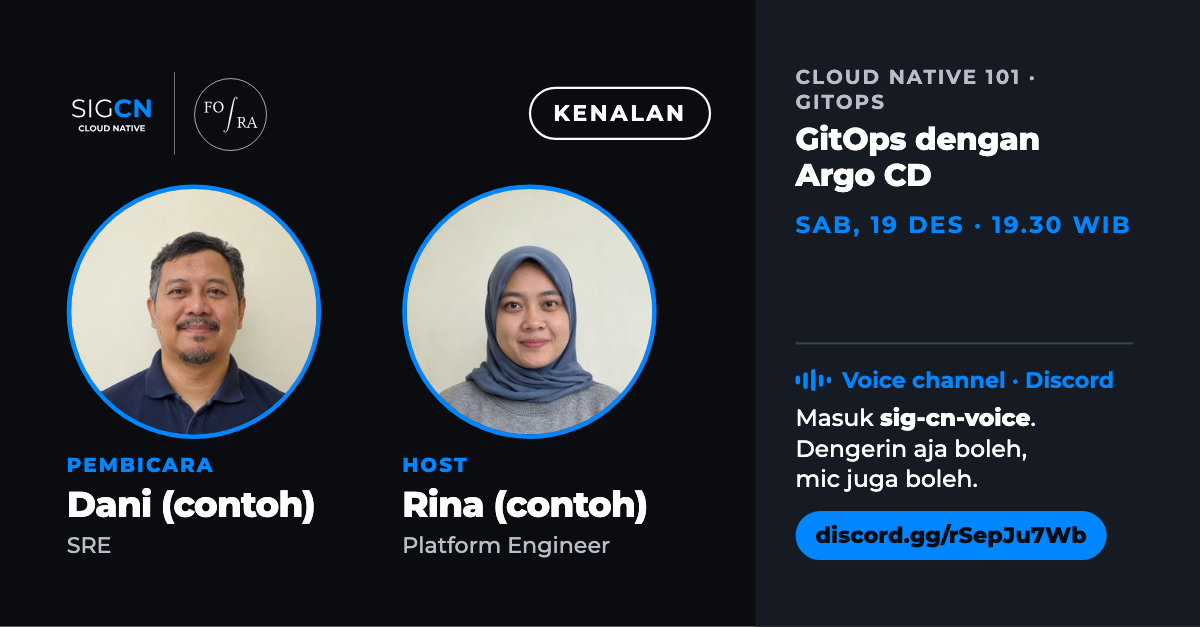 SIGCN
CLOUD NATIVE
FO
RA
KENALAN
PEMBICARA
Dani (contoh)
SRE
HOST
Rina (contoh)
Platform Engineer
CLOUD NATIVE 101 ·
GITOPS
GitOps dengan
Argo CD
SAB, 19 DES · 19.30 WIB
Voice channel · Discord
Masuk sig-cn-voice.
Dengerin aja boleh,
mic juga boleh.
discord.gg/rSepJu7Wb